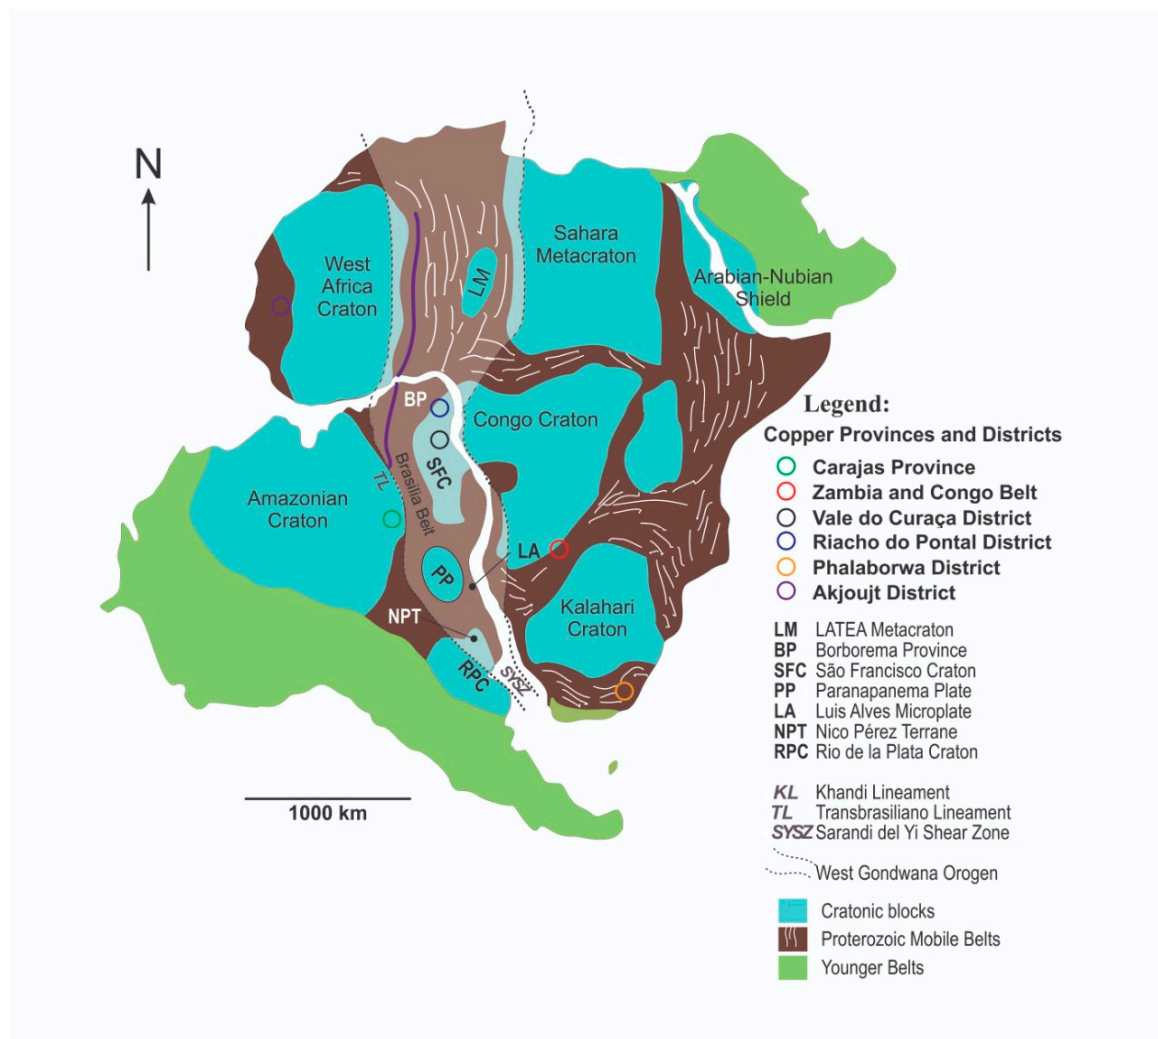 N
West
Africa
Craton
LM
Sahara
Metacraton
Arabian-Nubian
Shield
BP
Congo Craton
SFC
Brasilia Belt
TL
Amazonian
Craton
LA
PP
NPT
Kalahari
Craton
RPC
SYSZ
1000 km
Legend:
Copper Provinces and Districts
Carajas Province
Zambia and Congo Belt
Vale do Curaça District
Riacho do Pontal District
Phalaborwa District
Akjoujt District
LM LATEA Metacraton
BP Borborema Province
SFC São Francisco Craton
PP Paranapanema Plate
LA Luis Alves Microplate
NPT Nico Pérez Terrane
RPC Rio de la Plata Craton
KL Khandi Lineament
TL Transbrasiliano Lineament
SYSZ Sarandi del Yi Shear Zone
West Gondwana Orogen
Cratonic blocks
Proterozoic Mobile Belts
Younger Belts